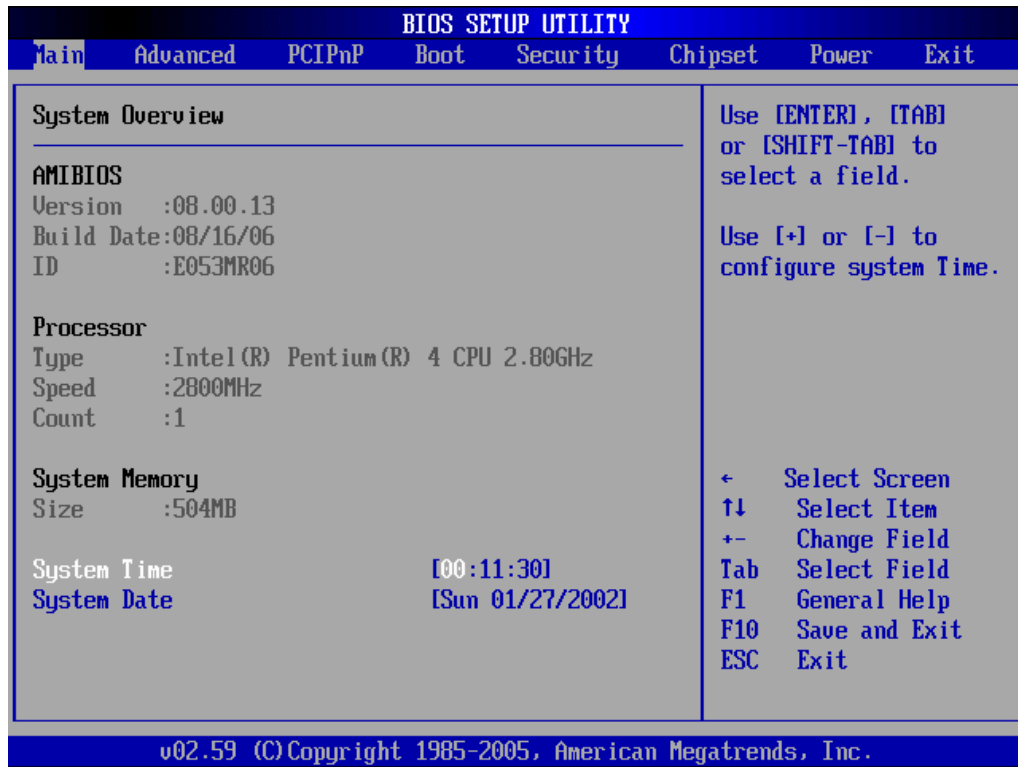 BIOS SETUP UTILITY
Main Advanced PCIPnP Boot Security Chipset Power Exit
System Overview
AMIBIOS
Version :08.00.13
Build Date:08/16/06
ID :E053MR06
Processor
Type :Intel(R) Pentium(R) 4 CPU 2.80GHz
Speed :2800MHz
Count :1
System Memory
Size :504MB
System Time [00:11:30]
System Date [Sun 01/27/2002]
Use [ENTER], [TAB]
or [SHIFT-TAB] to
select a field.
Use [+] or [-] to
configure system Time.
← Select Screen
↑↓ Select Item
+- Change Field
Tab Select Field
F1 General Help
F10 Save and Exit
ESC Exit
v02.59 (C)Copyright 1985-2005, American Megatrends, Inc.